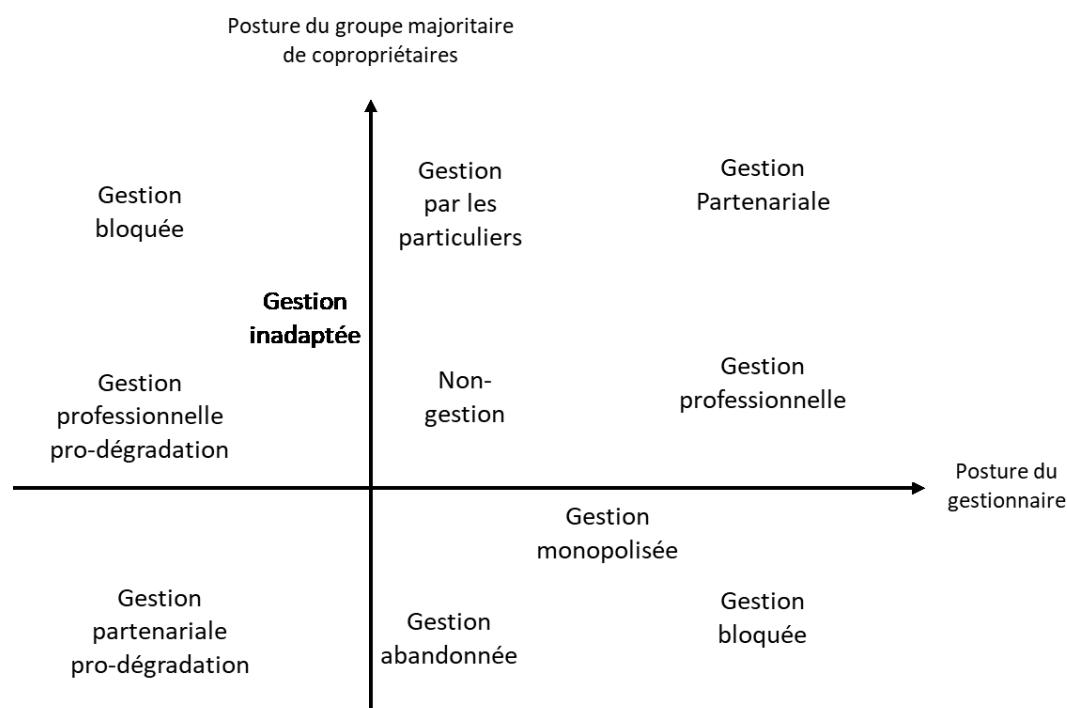 Posture du groupe majoritaire
de copropriétaires
Gestion
bloquée
Gestion
par les
particuliers
Gestion
Partenariale
Gestion
inadaptée
Gestion
professionnelle
pro-dégradation
Non-
gestion
Gestion
professionnelle
Posture du
gestionnaire
Gestion
monopolisée
Gestion
partenariale
pro-dégradation
Gestion
abandonnée
Gestion
bloquée